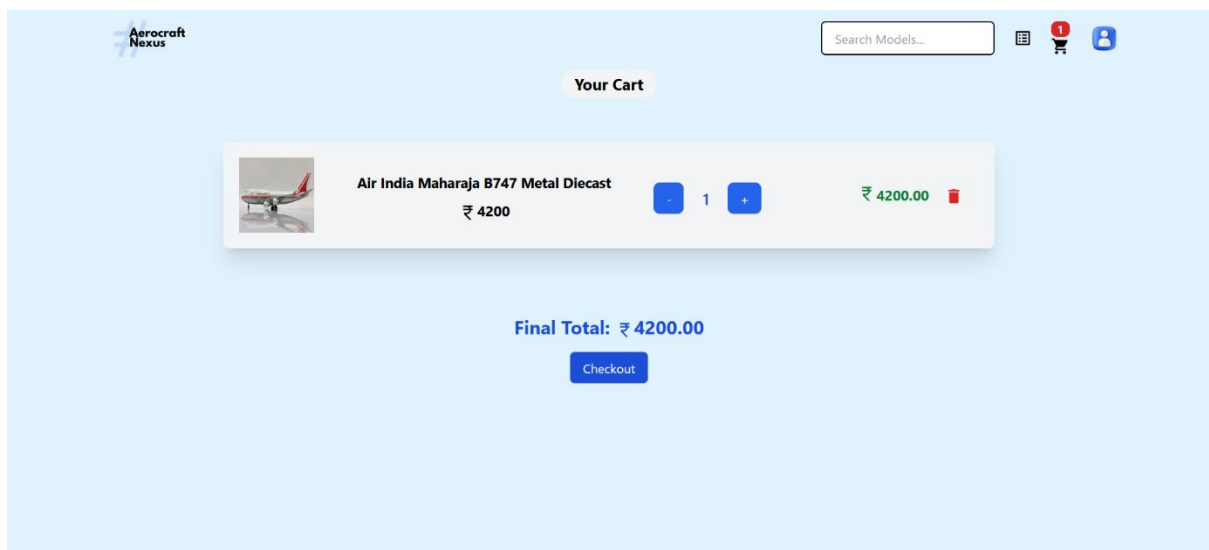 Aerocraft
Nexus
Search Models...
1
Your Cart
Air India Maharaja B747 Metal Diecast
₹ 4200
- 1 +
₹ 4200.00
Final Total: ₹ 4200.00
Checkout